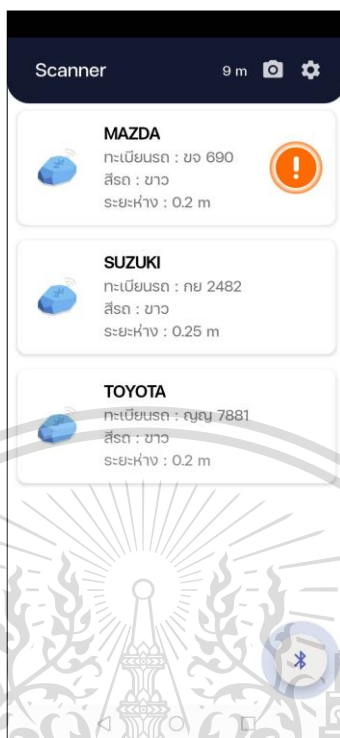 Scanner 9 m
MAZDA
ทะเบียนรถ : ขจ 690
สีรถ : ขาว
ระยะห่าง : 0.2 m
SUZUKI
ทะเบียนรถ : กย 2482
สีรถ : ขาว
ระยะห่าง : 0.25 m
TOYOTA
ทะเบียนรถ : ญญ 7881
สีรถ : ขาว
ระยะห่าง : 0.2 m